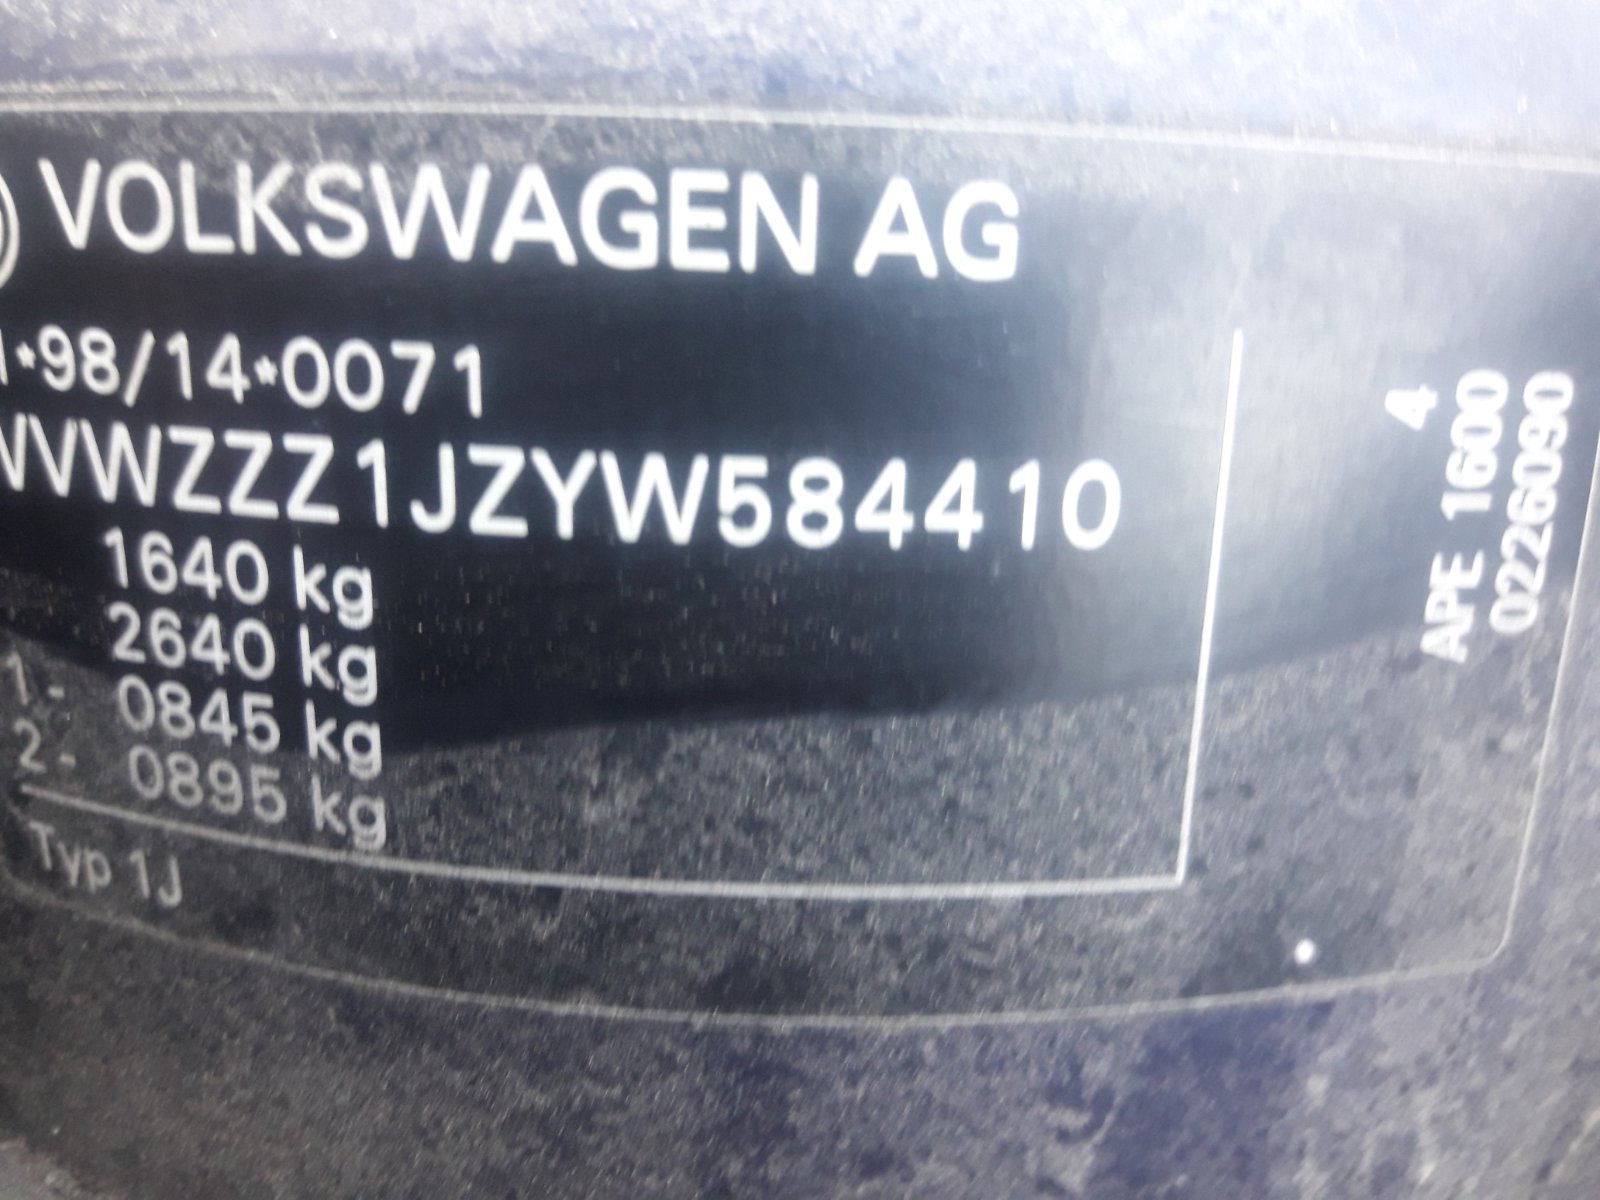 VOLKSWAGEN AG
1*98/14*0071
WVWZZZ1JZYW584410
1640 kg
2640 kg
1- 0845 kg
2- 0895 kg
Typ 1J
4
APE 1600
0226090